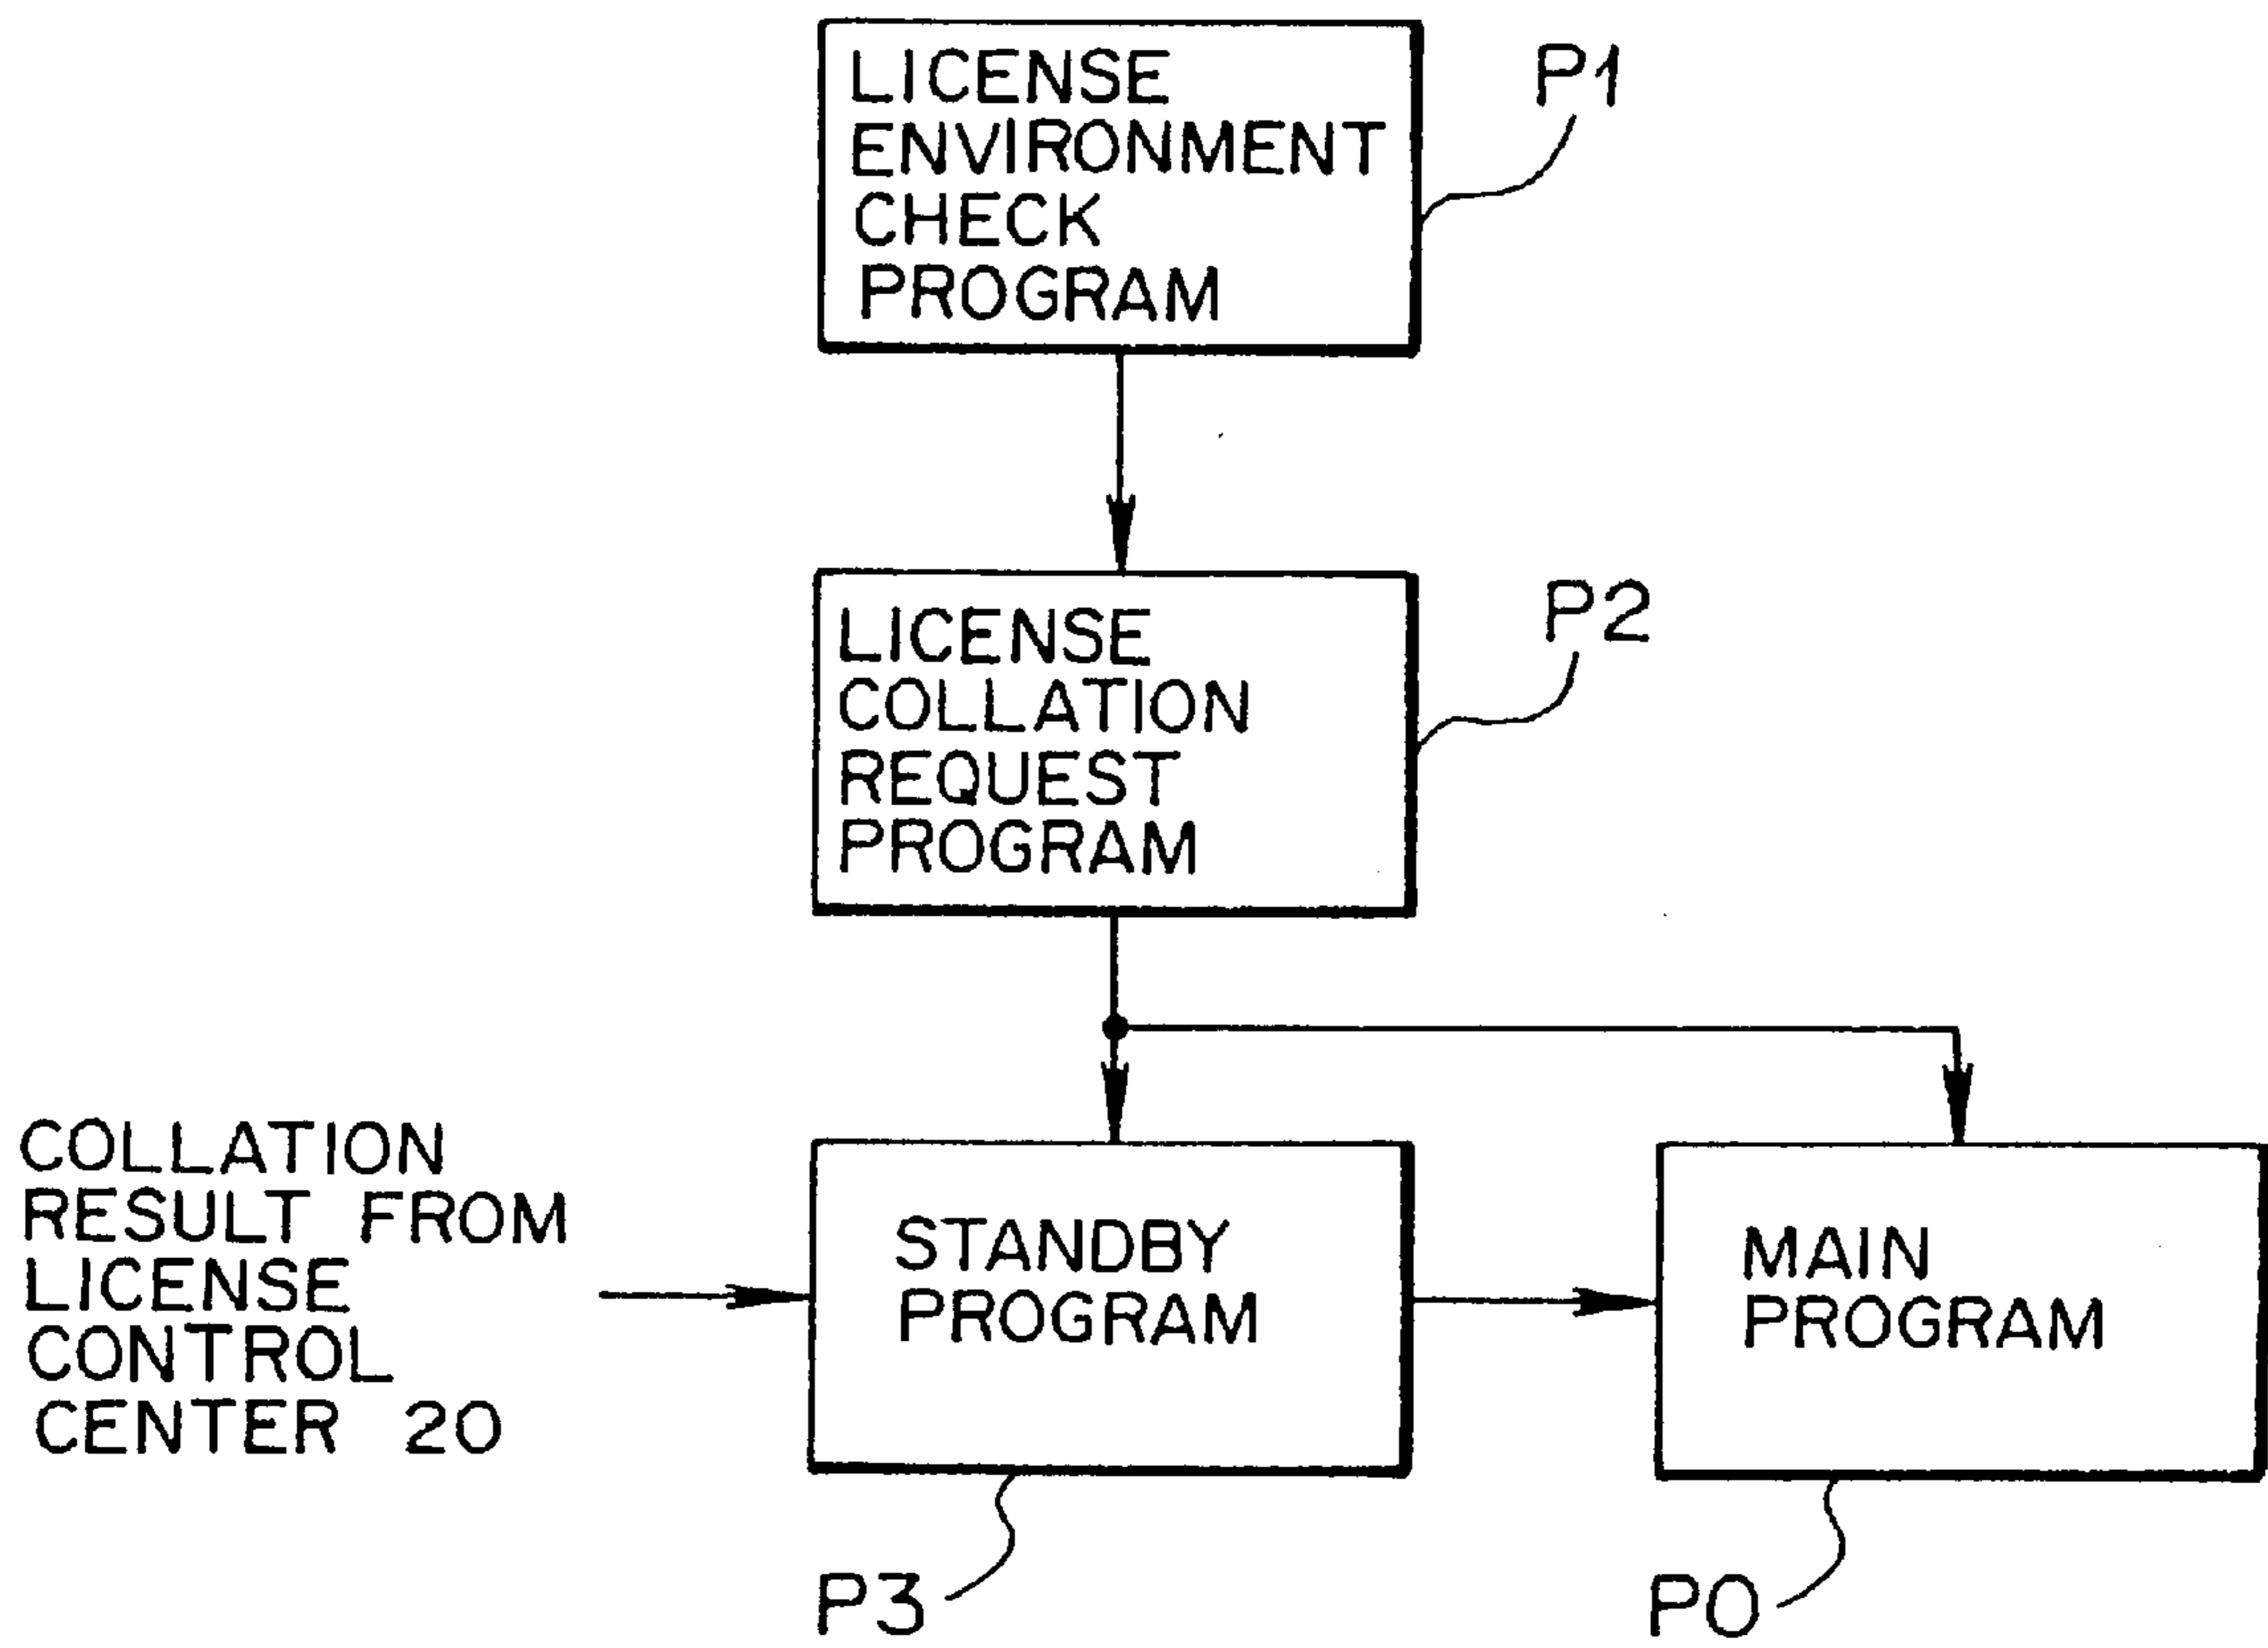 LICENSE
ENVIRONMENT
CHECK
PROGRAM
P1
LICENSE
COLLATION
REQUEST
PROGRAM
P2
COLLATION
RESULT FROM
LICENSE
CONTROL
CENTER 20
STANDBY
PROGRAM
MAIN
PROGRAM
P3
P0